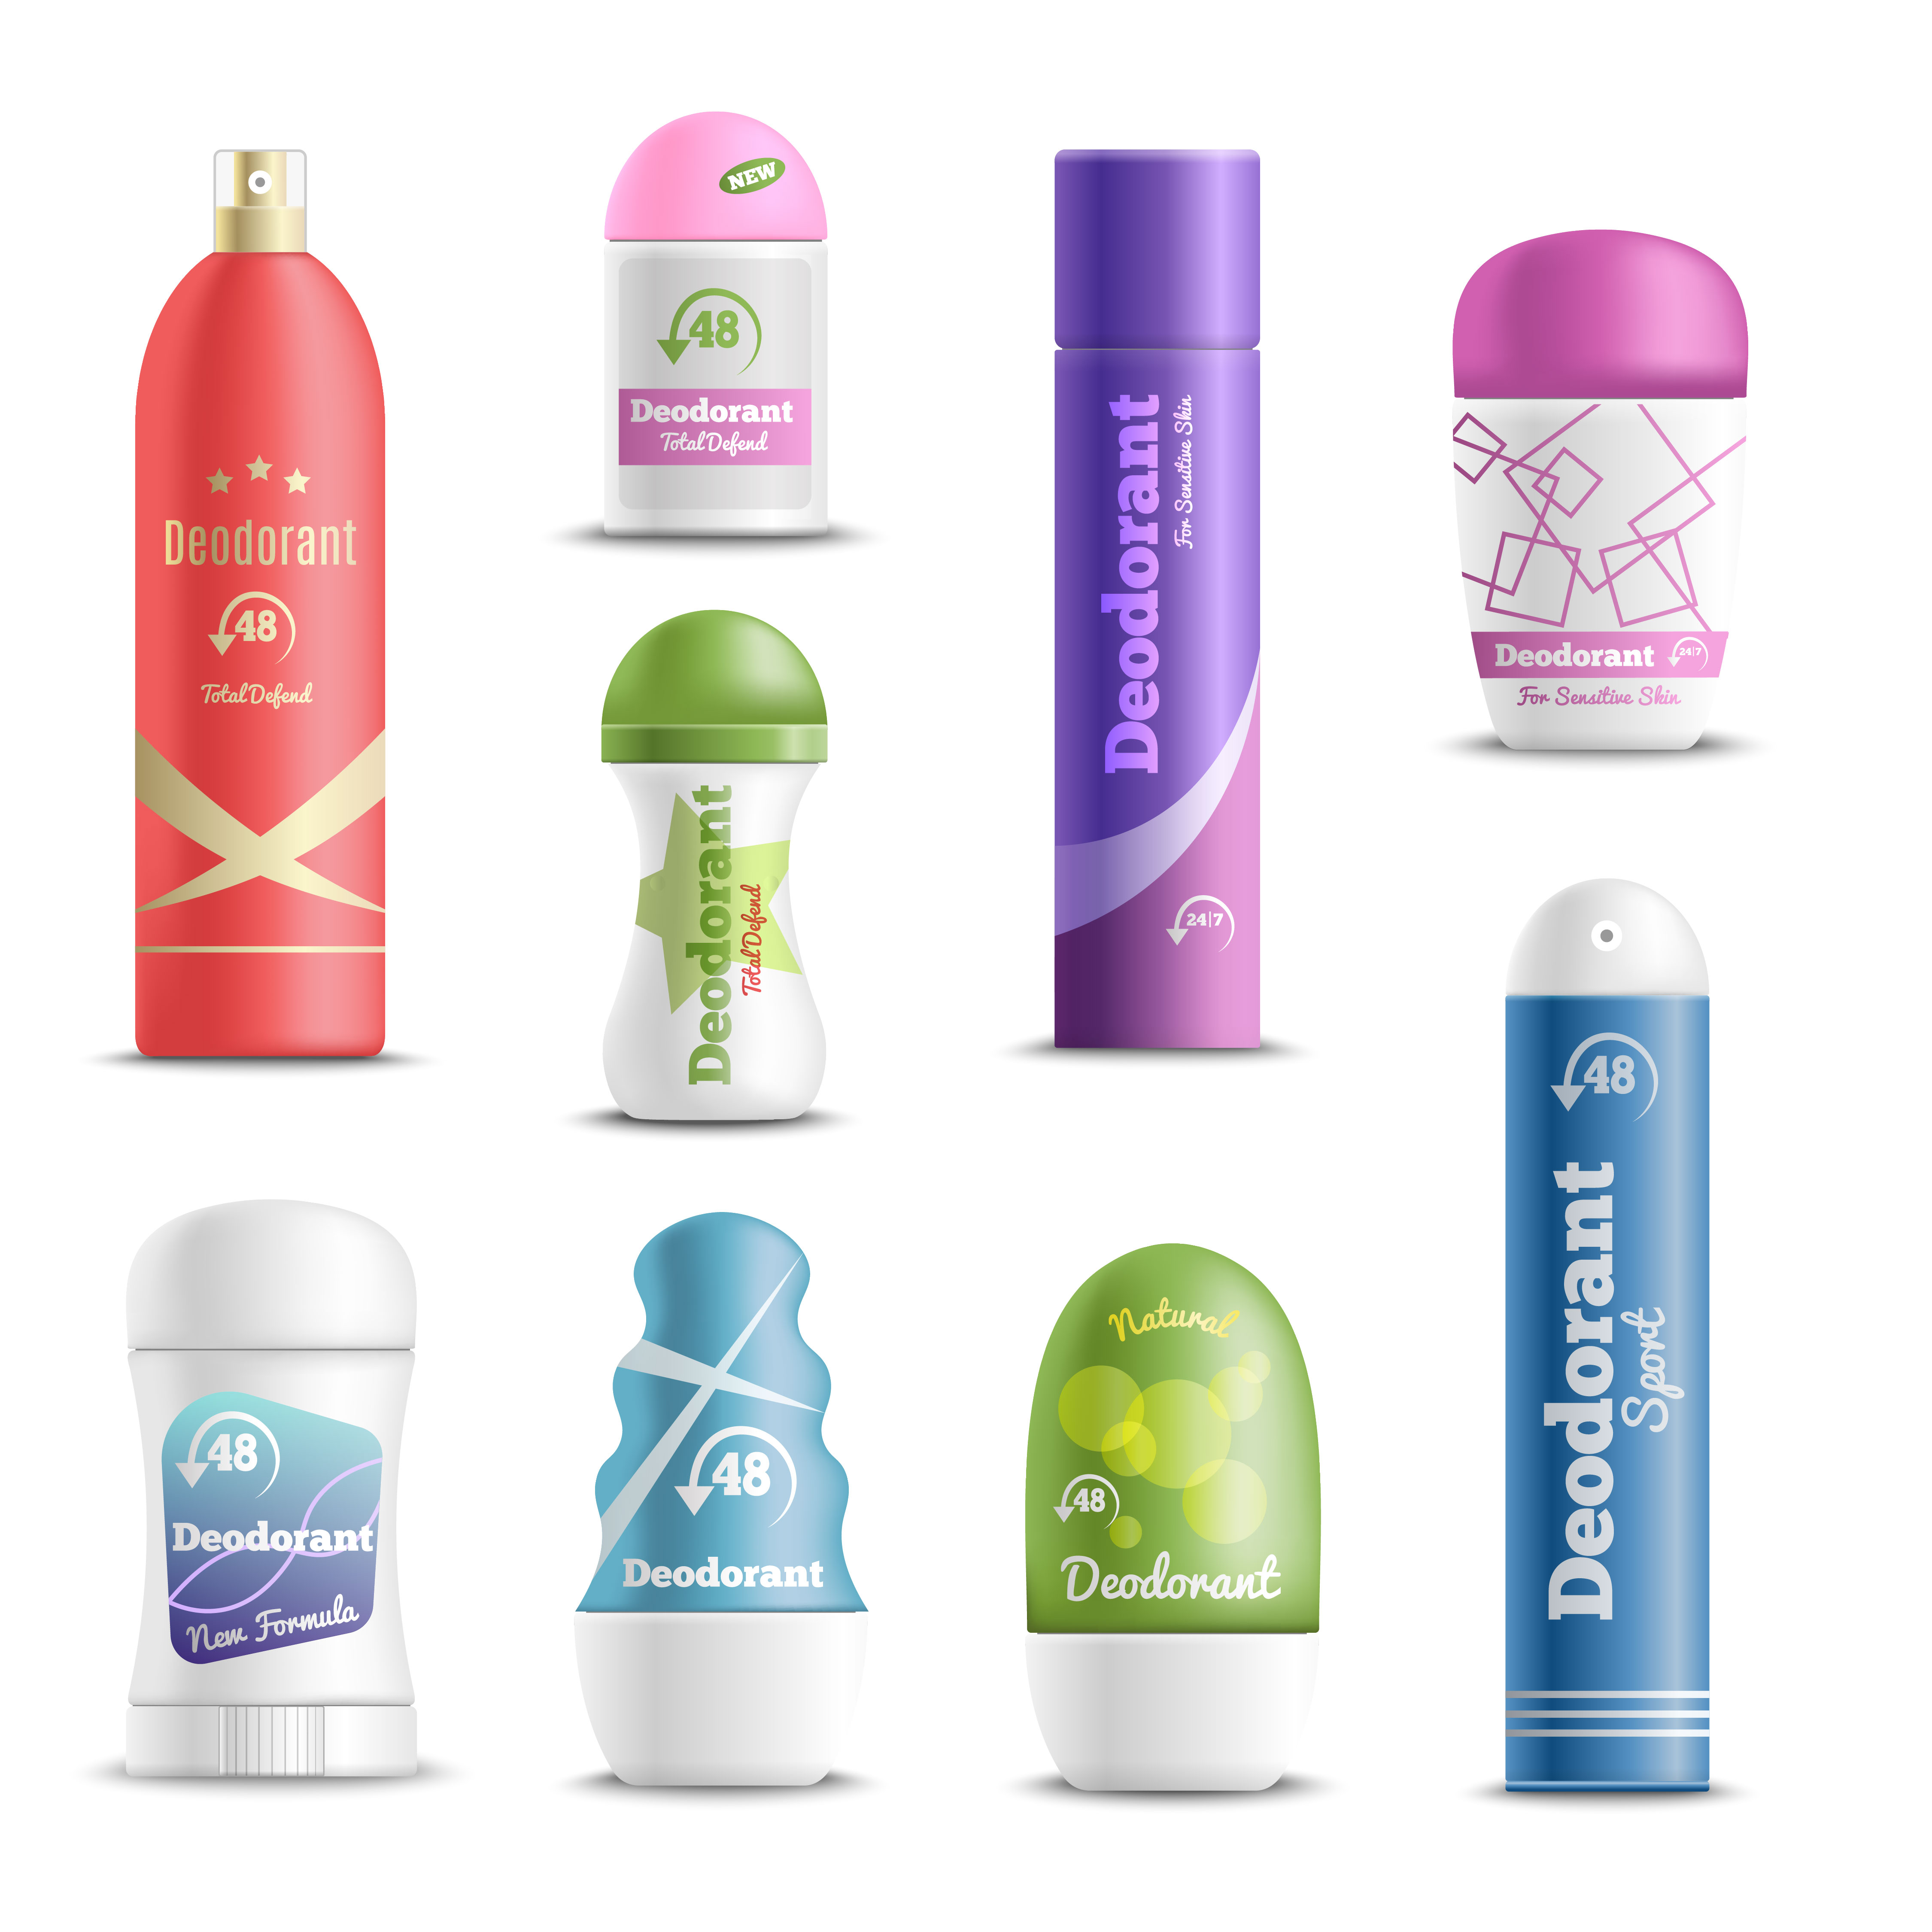 Deodorant
48
Total Defend
NEW
48
Deodorant
Total Defend
Deodorant
For Sensitive Skin
24|7
Deodorant
24|7
For Sensitive Skin
Deodorant
Total Defend
48
Deodorant
Sport
48
Deodorant
New Formula
48
Deodorant
Natural
48
Deodorant